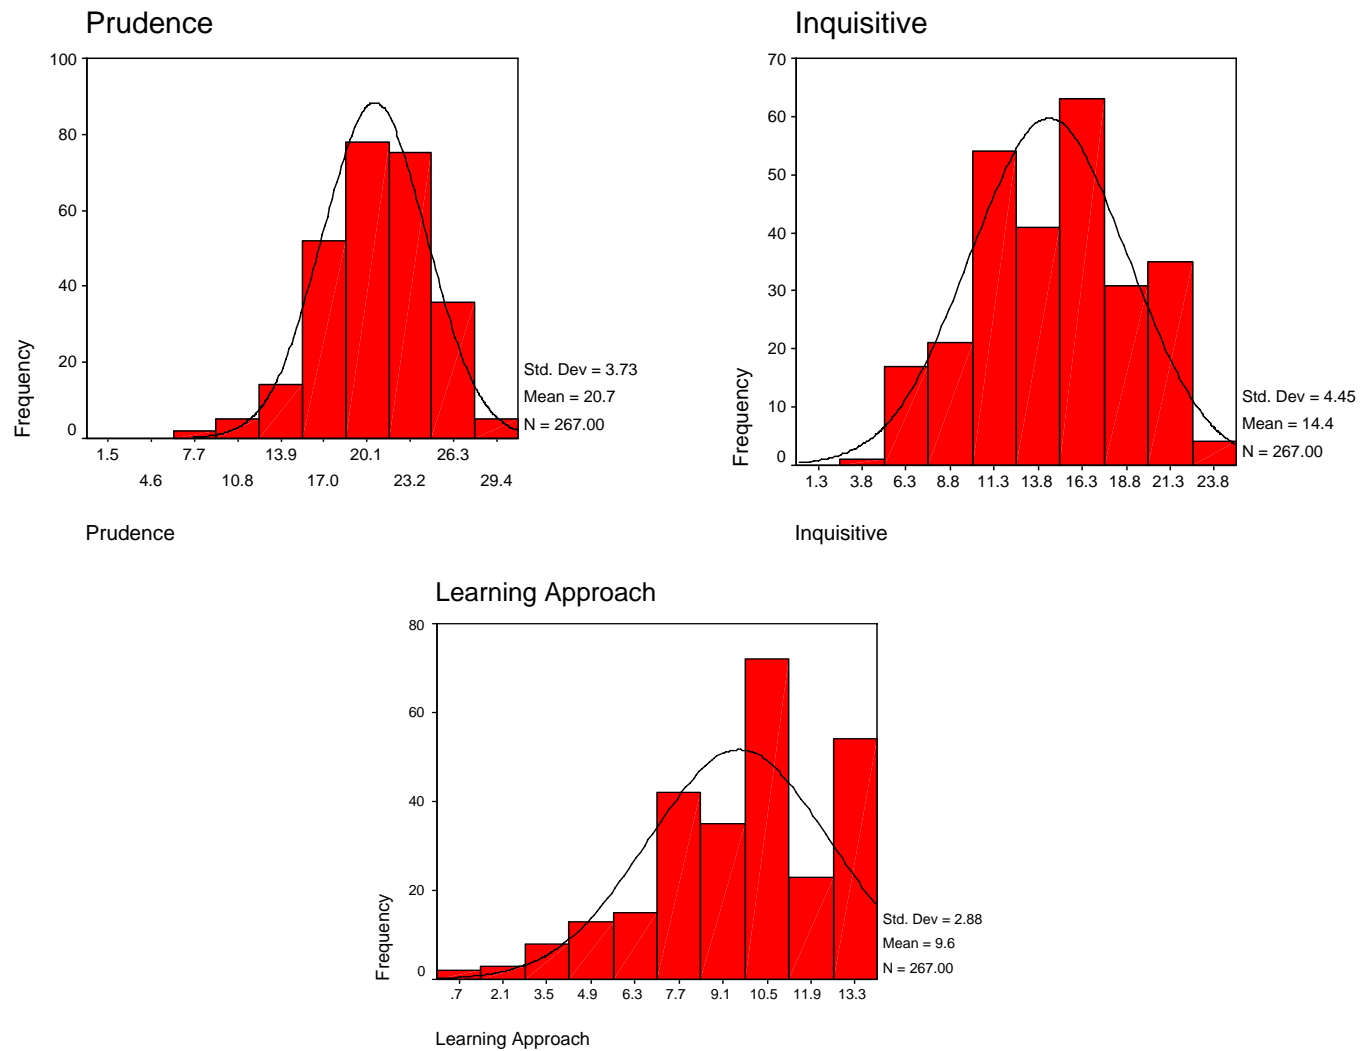 Prudence
100
80
60
40
20
0
Frequency
1.5
4.6
7.7
10.8
13.9
17.0
20.1
23.2
26.3
29.4
Std. Dev = 3.73
Mean = 20.7
N = 267.00
Prudence
Inquisitive
70
60
50
40
30
20
10
0
Frequency
1.3
3.8
6.3
8.8
11.3
13.8
16.3
18.8
21.3
23.8
Std. Dev = 4.45
Mean = 14.4
N = 267.00
Inquisitive
Learning Approach
80
60
40
20
0
Frequency
.7
2.1
3.5
4.9
6.3
7.7
9.1
10.5
11.9
13.3
Std. Dev = 2.88
Mean = 9.6
N = 267.00
Learning Approach